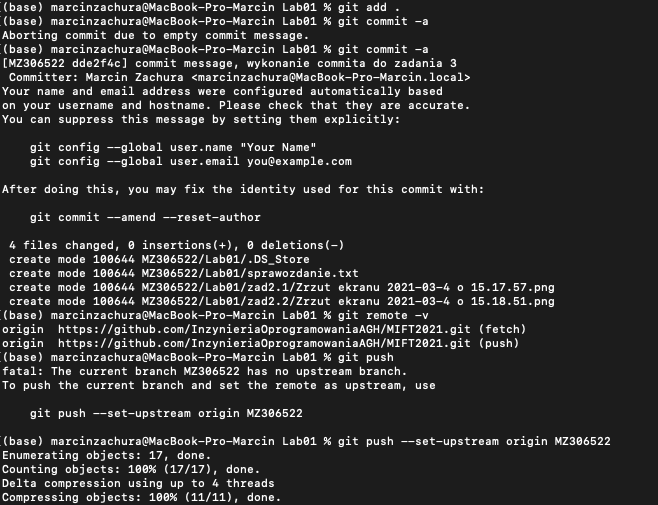 (base) marcinzachura@MacBook-Pro-Marcin Lab01 % git add .
(base) marcinzachura@MacBook-Pro-Marcin Lab01 % git commit -a
Aborting commit due to empty commit message.
(base) marcinzachura@MacBook-Pro-Marcin Lab01 % git commit -a
[MZ306522 dde2f4c] commit message, wykonanie commita do zadania 3
 Committer: Marcin Zachura <marcinzachura@MacBook-Pro-Marcin.local>
Your name and email address were configured automatically based
on your username and hostname. Please check that they are accurate.
You can suppress this message by setting them explicitly:
    git config --global user.name "Your Name"
    git config --global user.email you@example.com
After doing this, you may fix the identity used for this commit with:
    git commit --amend --reset-author
 4 files changed, 0 insertions(+), 0 deletions(-)
 create mode 100644 MZ306522/Lab01/.DS_Store
 create mode 100644 MZ306522/Lab01/sprawozdanie.txt
 create mode 100644 MZ306522/Lab01/zad2.1/Zrzut ekranu 2021-03-4 o 15.17.57.png
 create mode 100644 MZ306522/Lab01/zad2.2/Zrzut ekranu 2021-03-4 o 15.18.51.png
(base) marcinzachura@MacBook-Pro-Marcin Lab01 % git remote -v
origin  https://github.com/InzynieriaOprogramowaniaAGH/MIFT2021.git (fetch)
origin  https://github.com/InzynieriaOprogramowaniaAGH/MIFT2021.git (push)
(base) marcinzachura@MacBook-Pro-Marcin Lab01 % git push
fatal: The current branch MZ306522 has no upstream branch.
To push the current branch and set the remote as upstream, use
    git push --set-upstream origin MZ306522
(base) marcinzachura@MacBook-Pro-Marcin Lab01 % git push --set-upstream origin MZ306522
Enumerating objects: 17, done.
Counting objects: 100% (17/17), done.
Delta compression using up to 4 threads
Compressing objects: 100% (11/11), done.